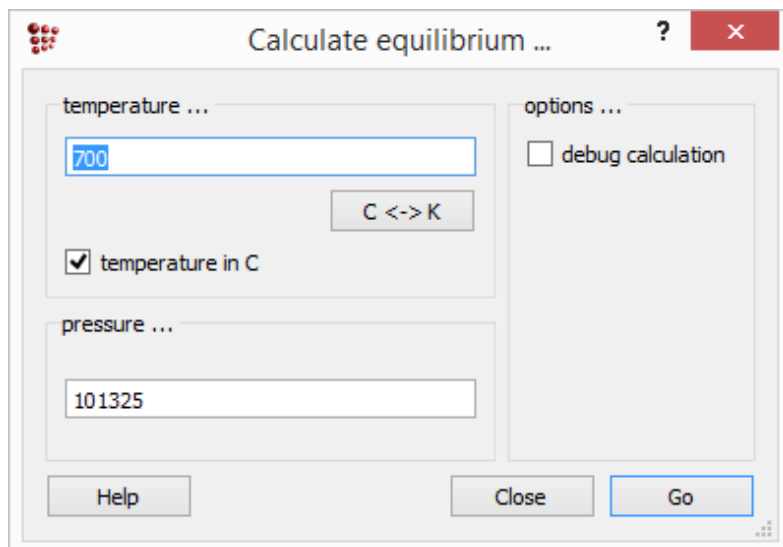 Calculate equilibrium ...
?
temperature ...
700
C <-> K
temperature in C
pressure ...
101325
options ...
debug calculation
Help
Close
Go